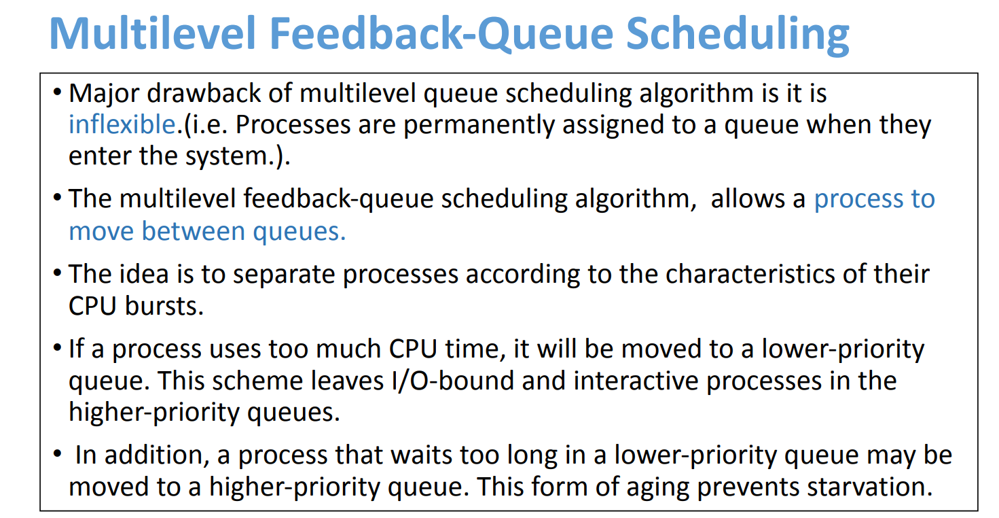 Multilevel Feedback-Queue Scheduling
• Major drawback of multilevel queue scheduling algorithm is it is
inflexible.(i.e. Processes are permanently assigned to a queue when they
enter the system.).
• The multilevel feedback-queue scheduling algorithm,  allows a process to
move between queues.
• The idea is to separate processes according to the characteristics of their
CPU bursts.
• If a process uses too much CPU time, it will be moved to a lower-priority
queue. This scheme leaves I/O-bound and interactive processes in the
higher-priority queues.
•  In addition, a process that waits too long in a lower-priority queue may be
moved to a higher-priority queue. This form of aging prevents starvation.